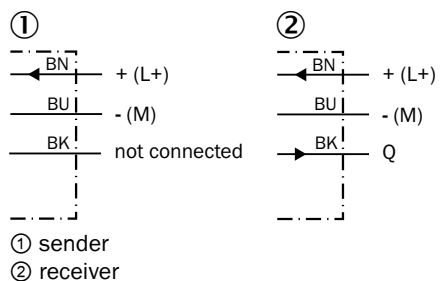 ① ②
BN + (L+) BN + (L+)
BU - (M) BU - (M)
BK not connected BK Q
① sender
② receiver